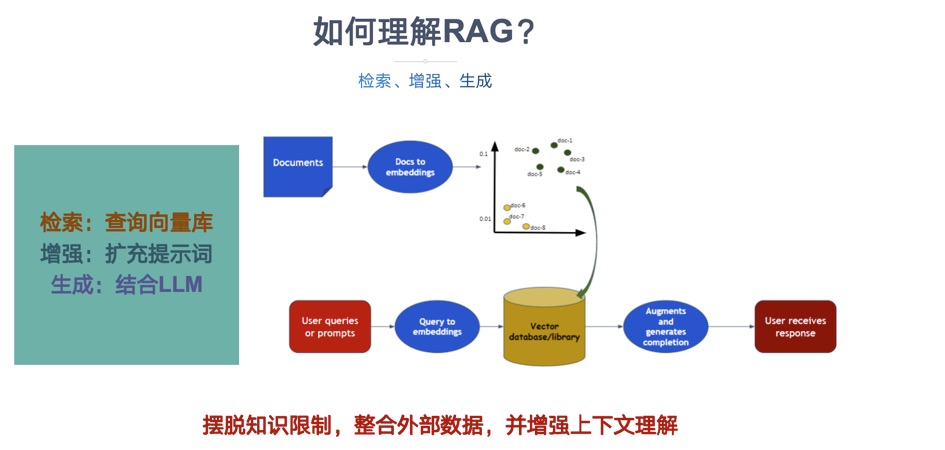 如何理解RAG？
检索、增强、生成
检索：查询向量库
增强：扩充提示词
生成：结合LLM
Documents
Docs to
embeddings
0.1
0.01
doc-1
doc-2
doc-3
doc-5
doc-4
doc-6
doc-7
doc-8
User queries
or prompts
Query to
embeddings
Vector
database/library
Augments
and
generates
completion
User receives
response
摆脱知识限制，整合外部数据，并增强上下文理解